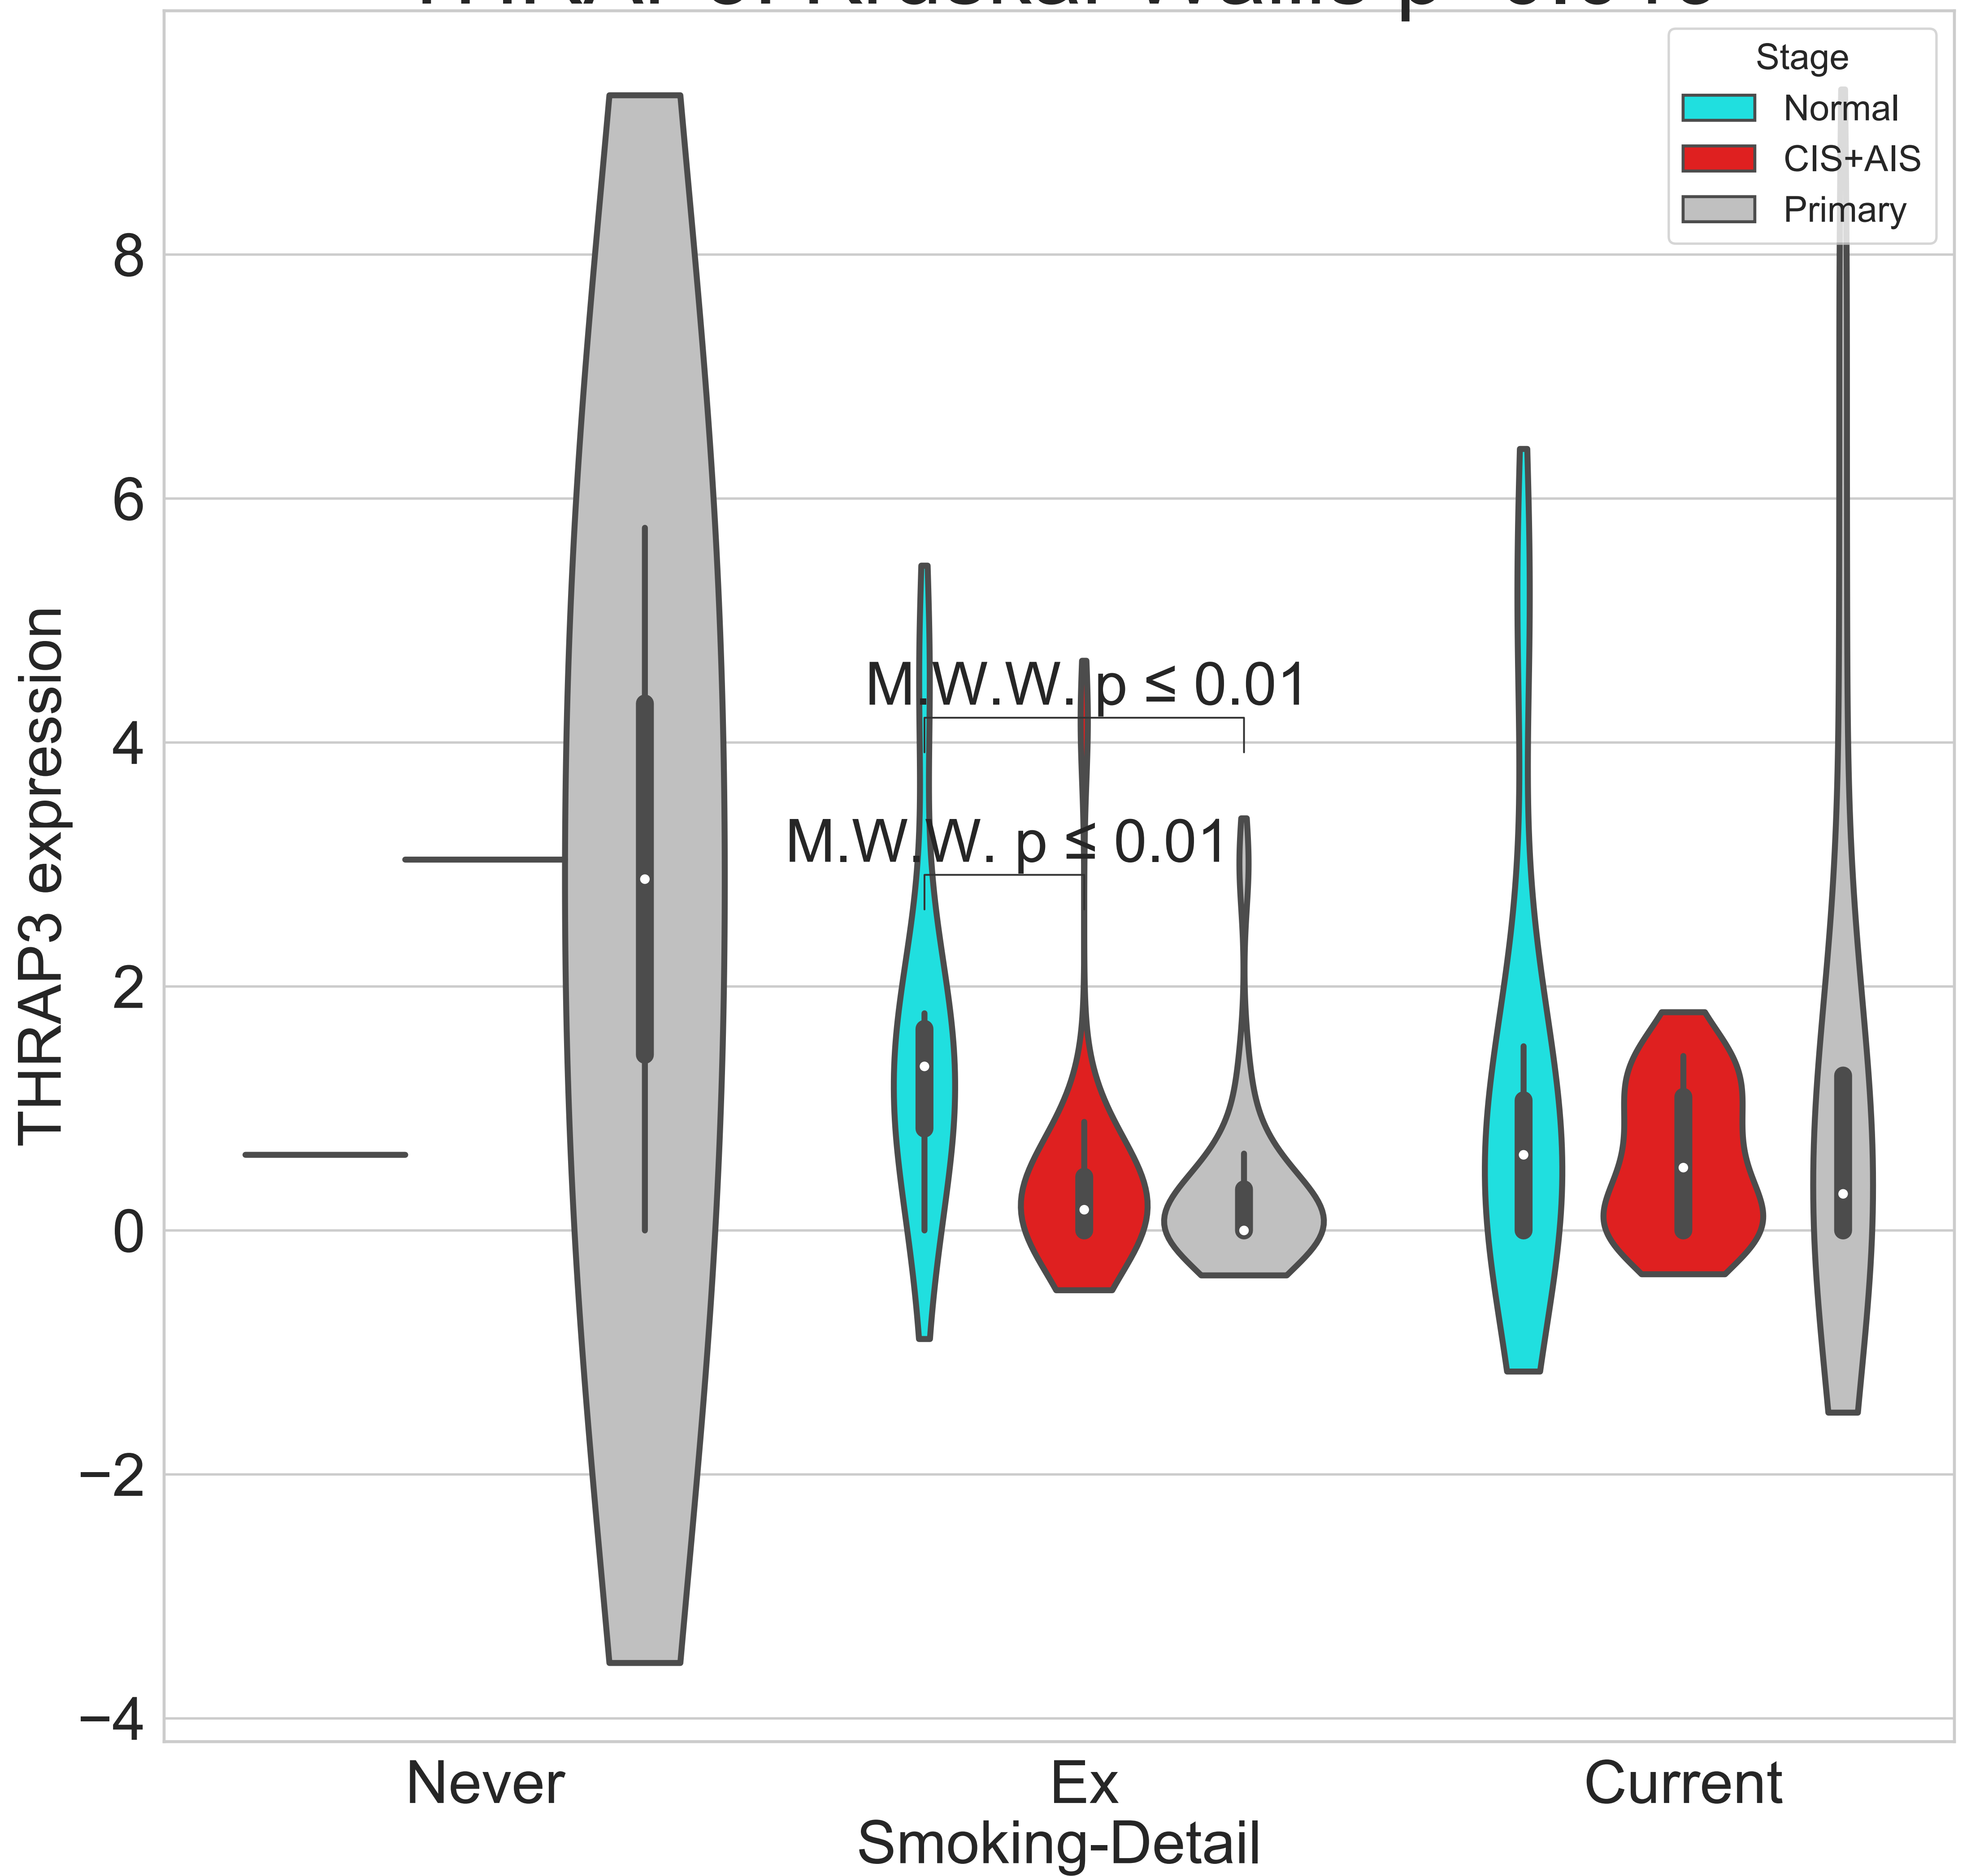 Stage
Normal
CIS+AIS
Primary
8
6
4
2
0
−2
−4
THRAP3 expression
M.W.W. p ≤ 0.01
M.W.W. p ≤ 0.01
Never
Ex
Current
Smoking-Detail